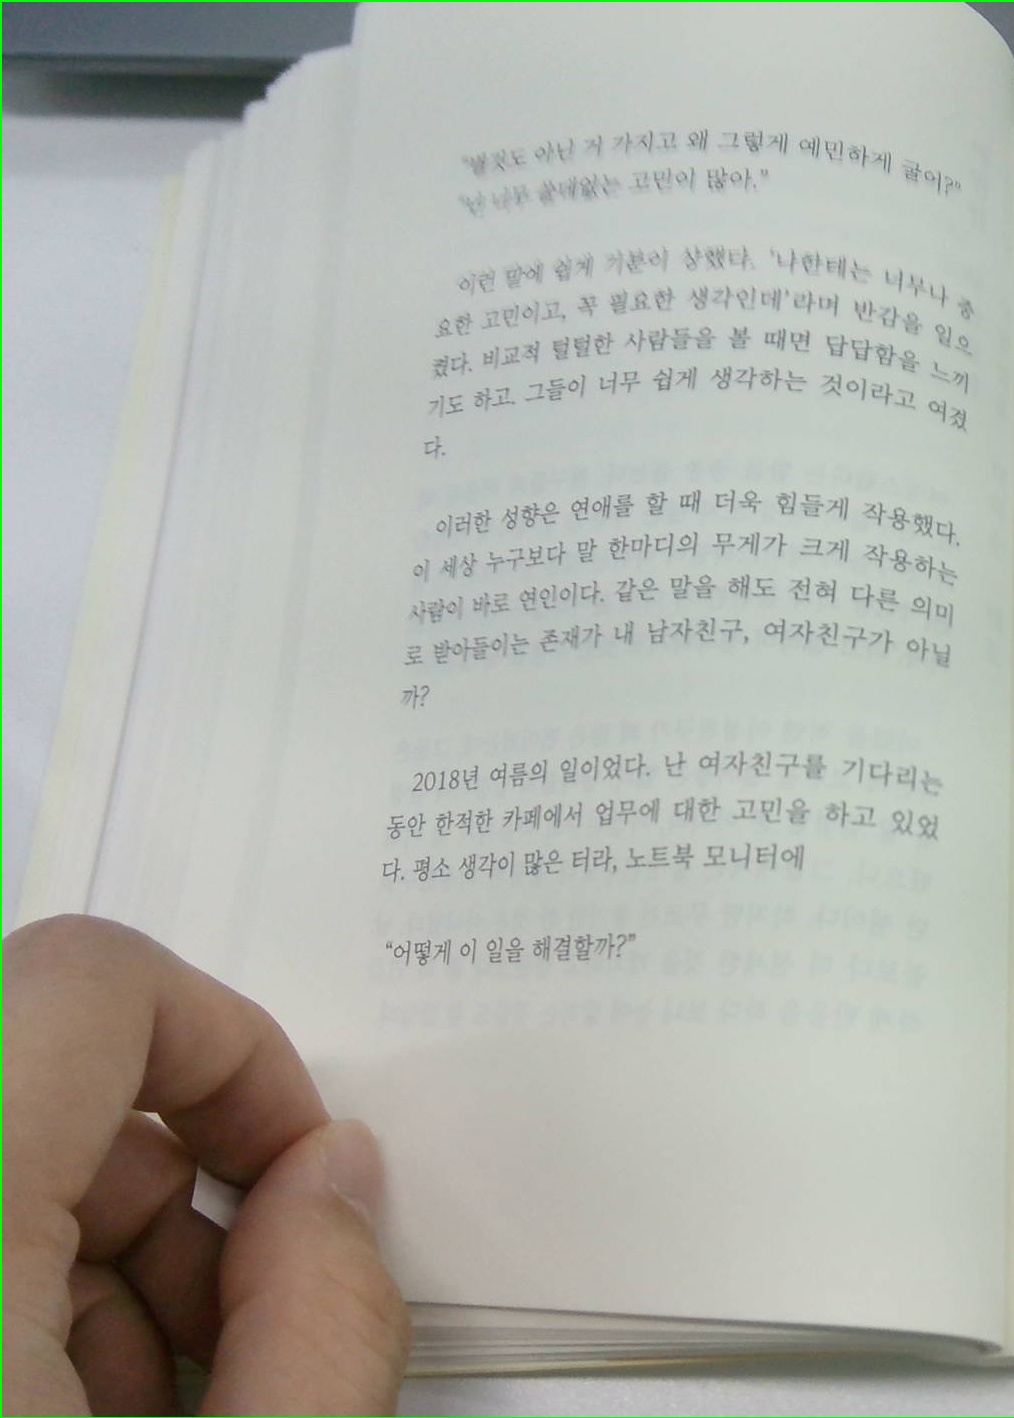 "별것도 아닌 거 가지고 왜 그렇게 예민하게 굴어?"
"넌 너무 쓸데없는 고민이 많아."
이런 말에 쉽게 기분이 상했다. '나한테는 너무나 중
요한 고민이고, 꼭 필요한 생각인데'라며 반감을 일으
켰다. 비교적 털털한 사람들을 볼 때면 답답함을 느끼
기도 하고, 그들이 너무 쉽게 생각하는 것이라고 여겼
다.
이러한 성향은 연애를 할 때 더욱 힘들게 작용했다.
이 세상 누구보다 말 한마디의 무게가 크게 작용하는
사람이 바로 연인이다. 같은 말을 해도 전혀 다른 의미
로 받아들이는 존재가 내 남자친구, 여자친구가 아닐
까?
2018년 여름의 일이었다. 난 여자친구를 기다리는
동안 한적한 카페에서 업무에 대한 고민을 하고 있었
다. 평소 생각이 많은 터라, 노트북 모니터에
"어떻게 이 일을 해결할까?"